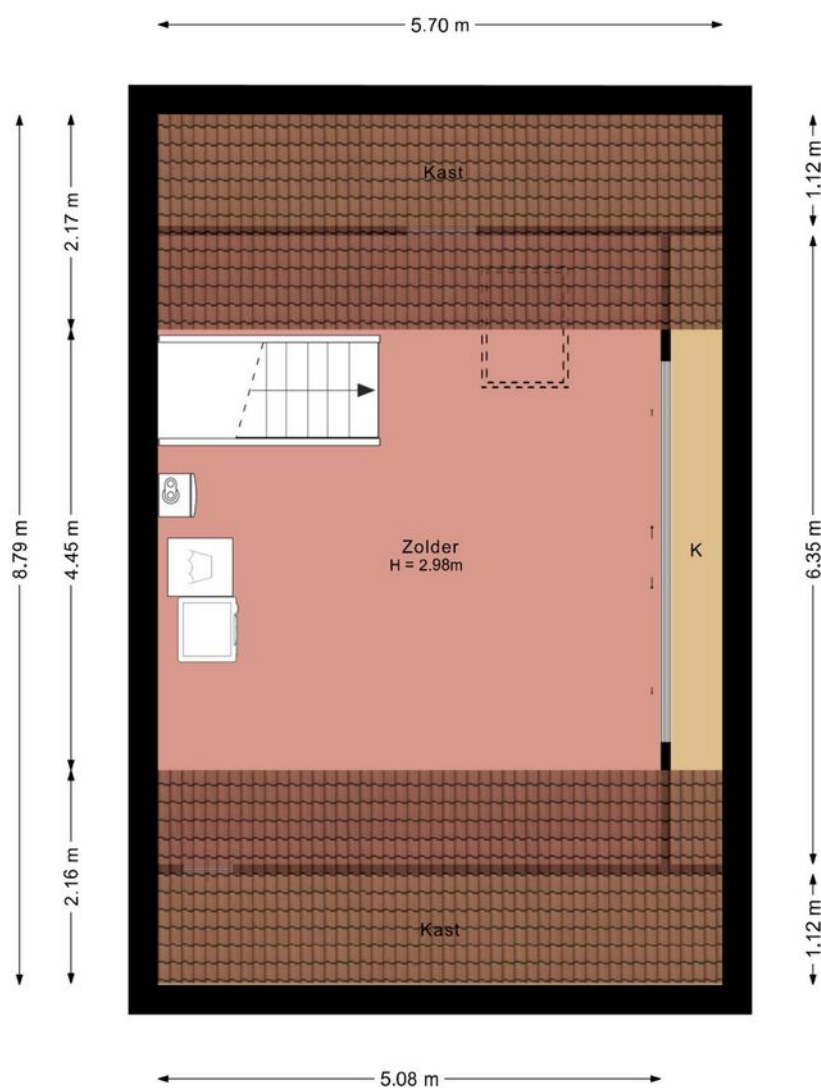 5.70 m
Kast
1.12 m
2.17 m
8.79 m
4.45 m
Zolder
H = 2.98m
K
6.35 m
2.16 m
Kast
1.12 m
5.08 m